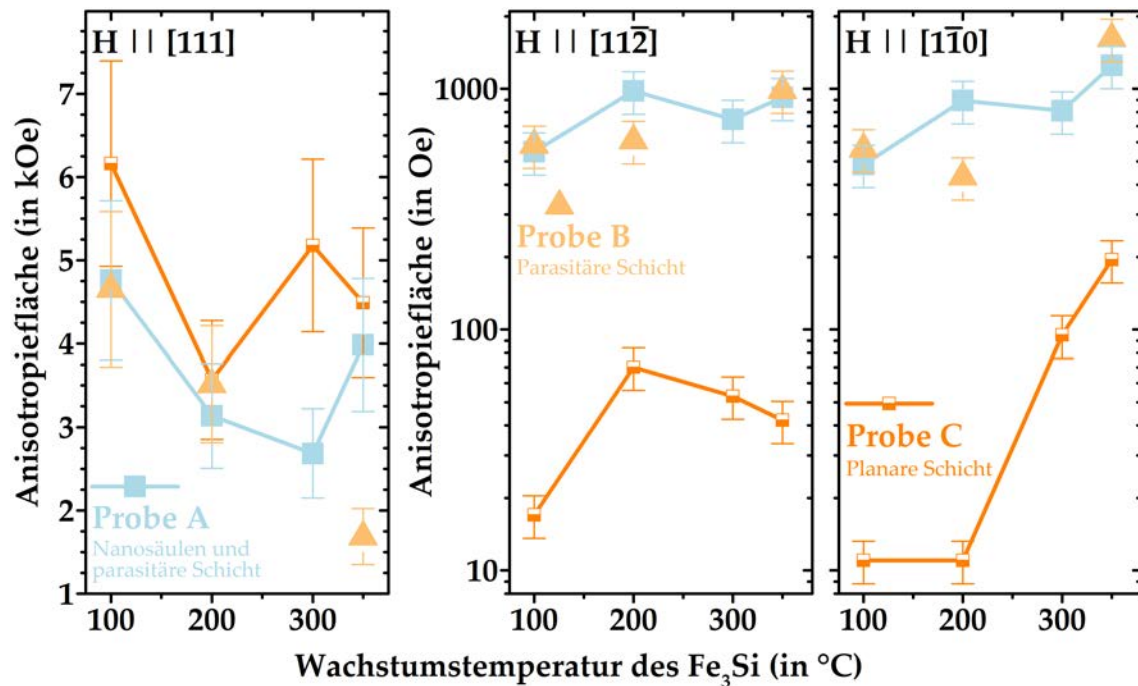 H || [111]
7
6
5
4
3
2
1
Anisotropiefläche (in kOe)
Probe A
Nanosäulen und
parasitäre Schicht
100 200 300
H || [112̅]
1000
100
10
Anisotropiefläche (in Oe)
Probe B
Parasitäre Schicht
100 200 300
H || [11̅0]
Probe C
Planare Schicht
100 200 300
Wachstumstemperatur des Fe₃Si (in °C)